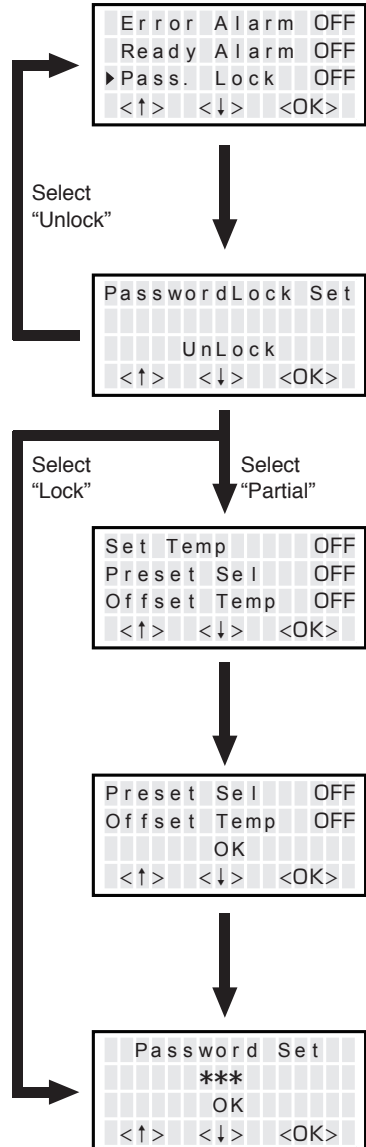 Error Alarm OFF
Ready Alarm OFF
▶Pass. Lock OFF
<↑> <↓> <OK>
Select
“Unlock”
PasswordLock Set
UnLock
<↑> <↓> <OK>
Select
“Lock”
Select
“Partial”
Set Temp OFF
Preset Sel OFF
Offset Temp OFF
<↑> <↓> <OK>
Preset Sel OFF
Offset Temp OFF
OK
<↑> <↓> <OK>
Password Set
***
OK
<↑> <↓> <OK>